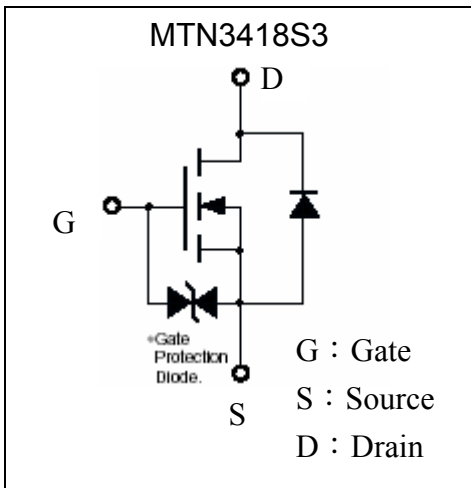 MTN3418S3
D
G
*Gate
Protection
Diode.
S
G：Gate
S：Source
D：Drain